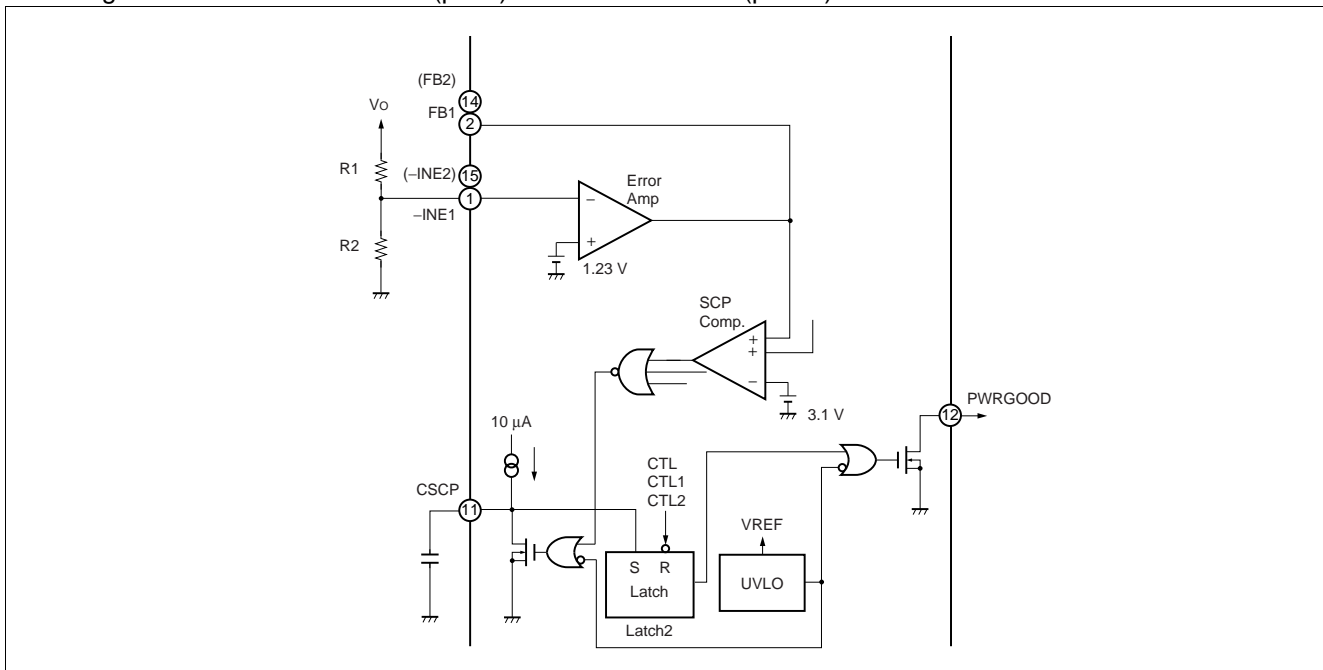 (FB2)
14
Vo
FB1
2
R1
(–INE2)
15
1
–INE1
R2
Error
Amp
–
+
1.23 V
SCP
Comp.
+
+
–
3.1 V
PWRGOOD
12
10 μA
CTL
CTL1
CTL2
CSCP
11
VREF
S R
Latch
UVLO
Latch2